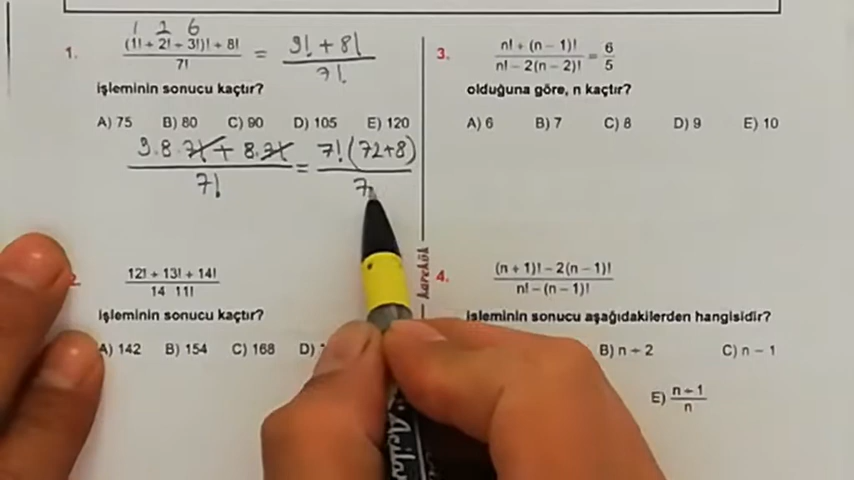 1 2 6
1. (1! + 2! + 3!)! + 8! / 7! = 9! + 8! / 7!
işleminin sonucu kaçtır?
A) 75 B) 80 C) 90 D) 105 E) 120
9.8.7! + 8.7! / 7! = 7!(72+8) / 7!
12! + 13! + 14! / 14 11!
işleminin sonucu kaçtır?
A) 142 B) 154 C) 168 D)
karekök
3. n! + (n - 1)! / n! - 2(n - 2)! = 6/5
olduğuna göre, n kaçtır?
A) 6 B) 7 C) 8 D) 9 E) 10
4. (n + 1)! - 2(n - 1)! / n! - (n - 1)!
işleminin sonucu aşağıdakilerden hangisidir?
B) n + 2 C) n - 1
E) n + 1 / n